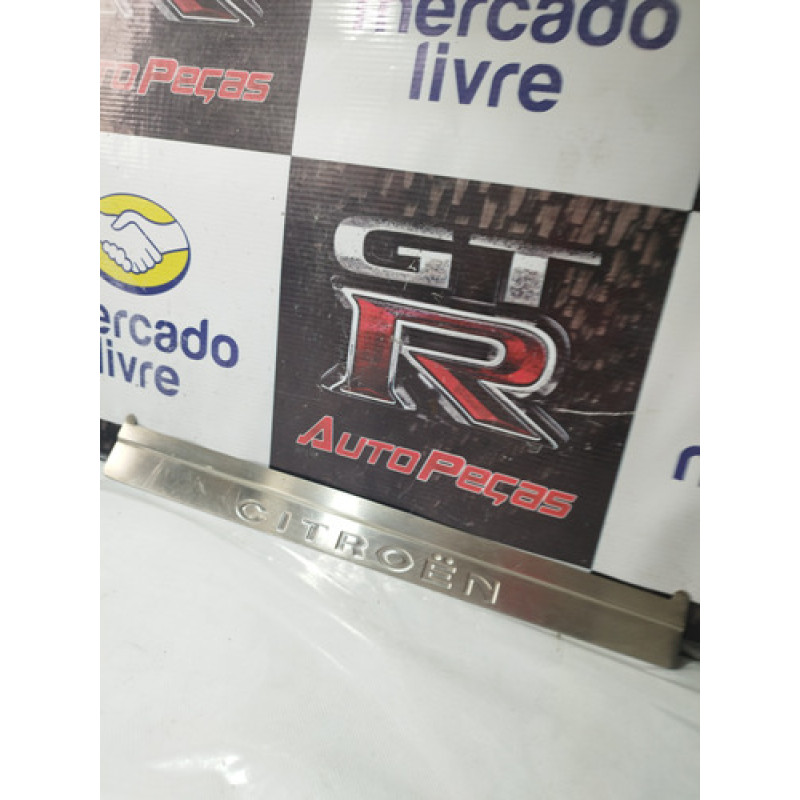 mercado
livre
Auto Peças
GT
R
Auto Peças
ercado
livre
CITROËN